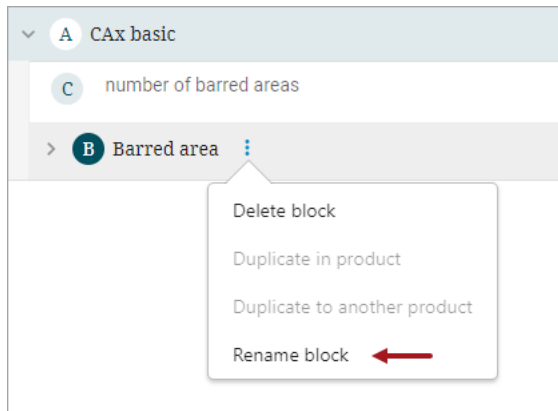 A CAx basic
C number of barred areas
B Barred area
Delete block
Duplicate in product
Duplicate to another product
Rename block